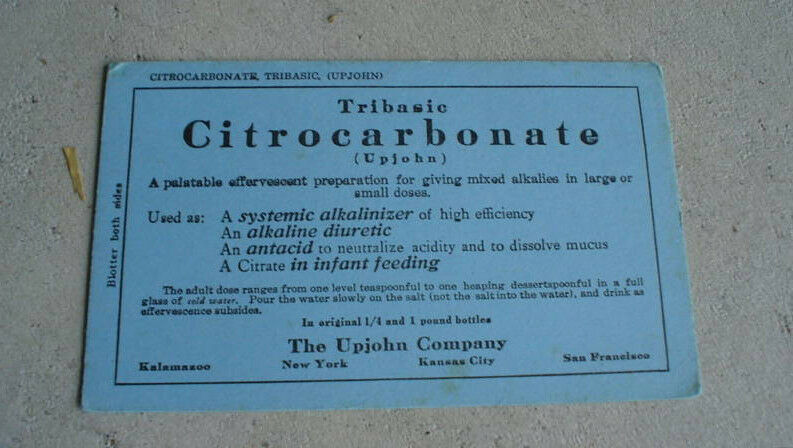 CITROCARBONATE, TRIBASIC, (UPJOHN)
Tribasic
Citrocarbonate
(Upjohn)
A palatable effervescent preparation for giving mixed alkalies in large or
small doses.
Used as: A systemic alkalinizer of high efficiency
An alkaline diuretic
An antacid to neutralize acidity and to dissolve mucus
A Citrate in infant feeding
The adult dose ranges from one level teaspoonful to one heaping dessertspoonful in a full
glass of cold water. Pour the water slowly on the salt (not the salt into the water), and drink as
effervescence subsides.
In original 1/4 and 1 pound bottles
The Upjohn Company
Kalamazoo New York Kansas City San Francisco
Blotter both sides